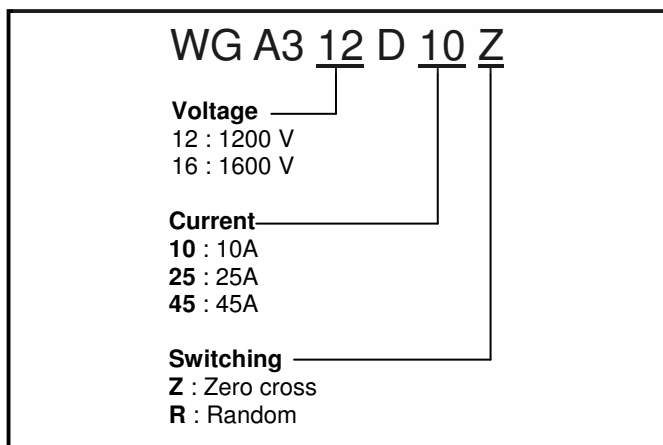 WG A3 12 D 10 Z
Voltage
12 : 1200 V
16 : 1600 V
Current
10 : 10A
25 : 25A
45 : 45A
Switching
Z : Zero cross
R : Random